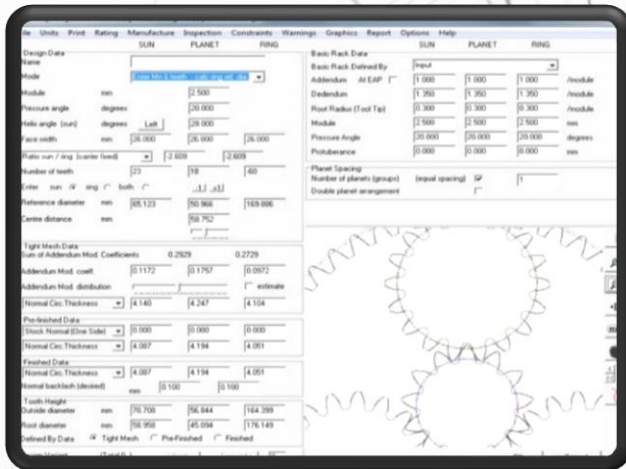 Units Print Rating Manufacture Inspection Constraints Warnings Graphics Report Options Help
SUN PLANET RING
Design Data
Name
Mode
Module mm 2.500
Pressure angle degrees 20.000
Helix angle (sun) degrees Left 28.000
Face width mm 26.000 26.000 26.000
Ratio sun / ring (carrier fixed) -2.609 -2.609
Number of teeth 23 18 -60
Enter sun ring both
Reference diameter mm 65.123 50.966 169.886
Centre distance mm 58.752
Tight Mesh Data
Sum of Addendum Mod. Coefficients 0.2929 0.2729
Addendum Mod. coeff. 0.1172 0.1757 0.0972
Addendum Mod. distribution estimate
Normal Circ.Thickness 4.140 4.247 4.104
Pre-finished Data
Stock Normal (One Side) 0.000 0.000 0.000
Normal Circ.Thickness 4.087 4.194 4.051
Finished Data
Normal Circ.Thickness 4.087 4.194 4.051
Normal backlash (desired) mm 0.100 0.100
Tooth Height
Outside diameter mm 70.708 56.844 164.399
Root diameter mm 58.958 45.094 176.149
Defined By Data Tight Mesh Pre-Finished Finished
SUN PLANET RING
Basic Rack Data
Basic Rack Defined By Input
Addendum At EAP 1.000 1.000 1.000 /module
Dedendum 1.350 1.350 1.350 /module
Root Radius (Tool Tip) 0.300 0.300 0.300 /module
Module 2.500 2.500 2.500 mm
Pressure Angle 20.000 20.000 20.000 degrees
Protuberance 0.000 0.000 0.000 mm
Planet Spacing
Number of planets (groups) (equal spacing) 1
Double planet arrangement